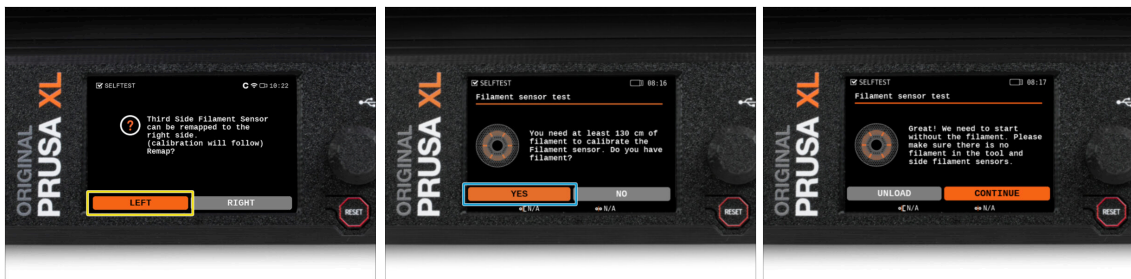 ORIGINAL
PRUSA XL
SELFTEST
10:22
Third Side Filament Sensor
can be remapped to the
right side.
(calibration will follow)
Remap?
LEFT
RIGHT
RESET
ORIGINAL
PRUSA XL
SELFTEST
08:16
Filament sensor test
You need at least 130 cm of
filament to calibrate the
Filament sensor. Do you have
filament?
YES
NO
N/A
N/A
RESET
ORIGINAL
PRUSA XL
SELFTEST
08:17
Filament sensor test
Great! We need to start
without the filament. Please
make sure there is no
filament in the tool and
side filament sensors.
UNLOAD
CONTINUE
N/A
N/A
RESET